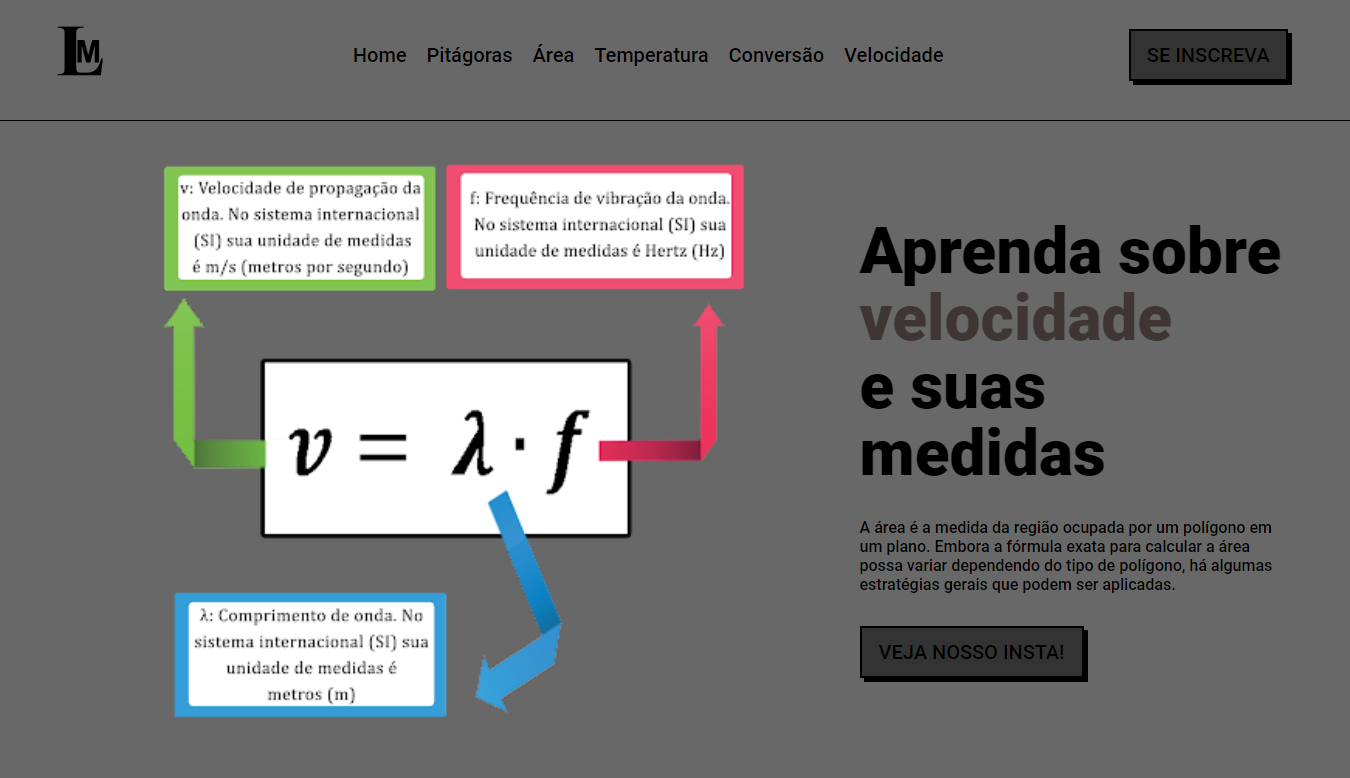 LM
Home Pitágoras Área Temperatura Conversão Velocidade
SE INSCREVA
v: Velocidade de propagação da
onda. No sistema internacional
(SI) sua unidade de medidas
é m/s (metros por segundo)
f: Frequência de vibração da onda.
No sistema internacional (SI) sua
unidade de medidas é Hertz (Hz)
v = λ · f
λ: Comprimento de onda. No
sistema internacional (SI) sua
unidade de medidas é
metros (m)
Aprenda sobre
velocidade
e suas
medidas
A área é a medida da região ocupada por um polígono em
um plano. Embora a fórmula exata para calcular a área
possa variar dependendo do tipo de polígono, há algumas
estratégias gerais que podem ser aplicadas.
VEJA NOSSO INSTA!